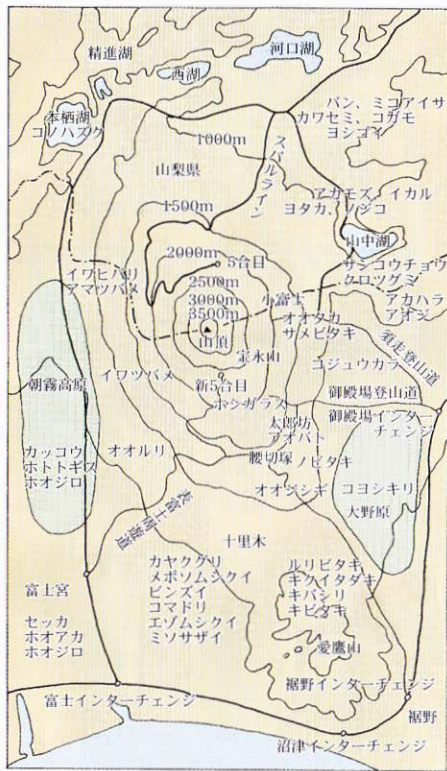 河口湖
精進湖
西湖
本栖湖
コノハズク
バン、ミコアイサ
カワセミ、コガモ
ヨシゴイ
1000m
スバルライン
山梨県
アカモズ、イカル
ヨタカ、ノジコ
1500m
山中湖
2000m
5合目
サンコウチョウ
クロツグミ
イワヒバリ
アマツバメ
2500m
3000m
3500m
小富士
アカハラ
アオジ
オオタカ
サメビタキ
山頂
須走登山道
宝永山
コジュウカラ
イワツバメ
朝霧高原
新5合目
御殿場登山道
ホシガラス
御殿場インター
チェンジ
太郎坊
アオバト
カッコウ
ホトトギス
ホオジロ
オオルリ
腰切塚
ノビタキ
オオジシギ
コヨシキリ
大野原
表富士周遊道
十里木
カヤクグリ
メボソムシクイ
ビンズイ
コマドリ
エゾムシクイ
ミソサザイ
ルリビタキ
キクイタダキ
キバシリ
キビタキ
富士宮
セッカ
ホオアカ
ホオジロ
愛鷹山
裾野インターチェンジ
富士インターチェンジ
裾野
沼津インターチェンジ